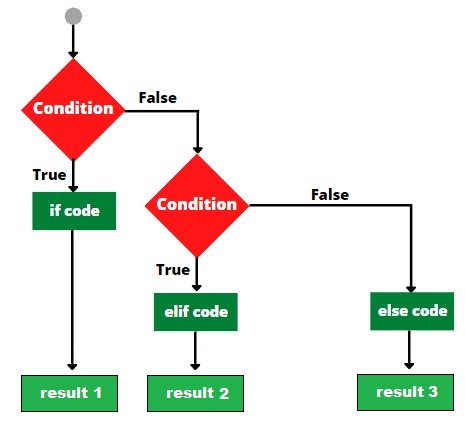 Condition
False
True
if code
Condition
False
True
elif code
else code
result 1
result 2
result 3